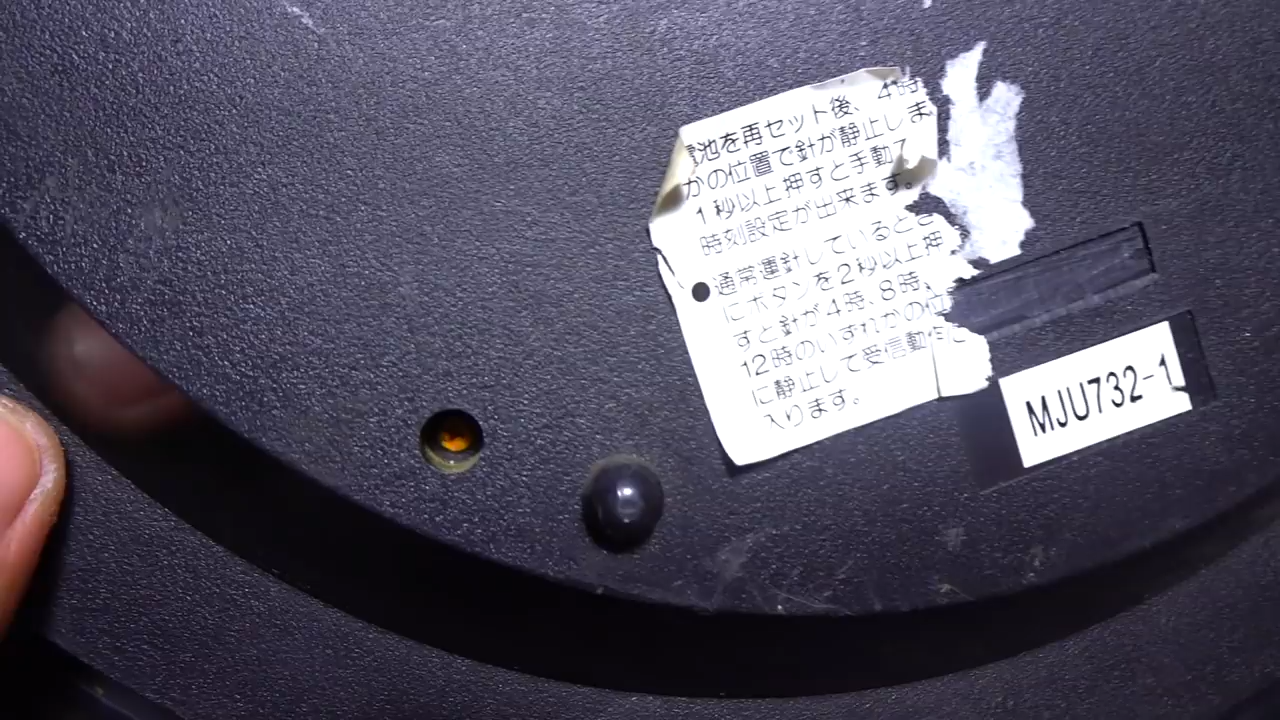 電池を再セット後、4時
かの位置で針が静止しま
1秒以上押すと手動で
時刻設定が出来ます。
●通常運針しているとき
にボタンを2秒以上押
すと針が4時、8時、
12時のいずれかの位
に静止して受信動作に
入ります。
MJU732-1